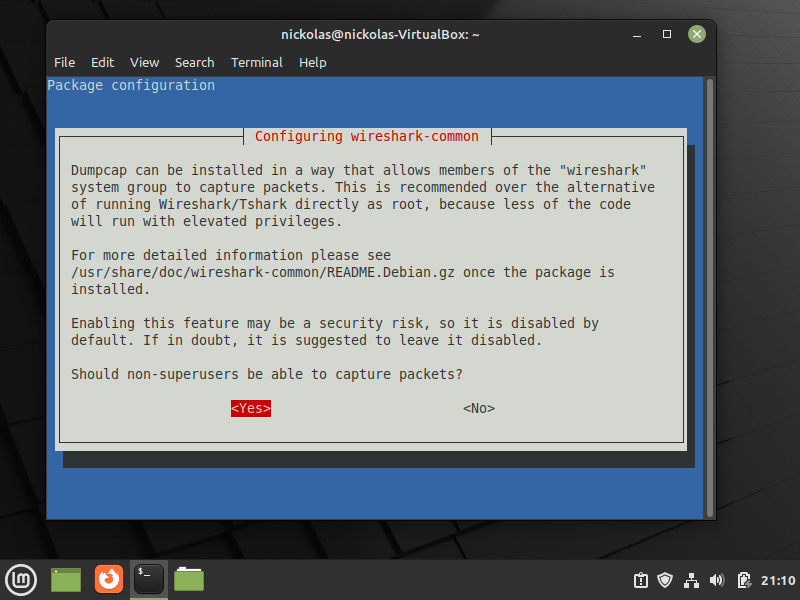 nickolas@nickolas-VirtualBox: ~
File Edit View Search Terminal Help
Package configuration
Configuring wireshark-common
Dumpcap can be installed in a way that allows members of the "wireshark"
system group to capture packets. This is recommended over the alternative
of running Wireshark/Tshark directly as root, because less of the code
will run with elevated privileges.
For more detailed information please see
/usr/share/doc/wireshark-common/README.Debian.gz once the package is
installed.
Enabling this feature may be a security risk, so it is disabled by
default. If in doubt, it is suggested to leave it disabled.
Should non-superusers be able to capture packets?
<Yes> <No>
$_
21:10